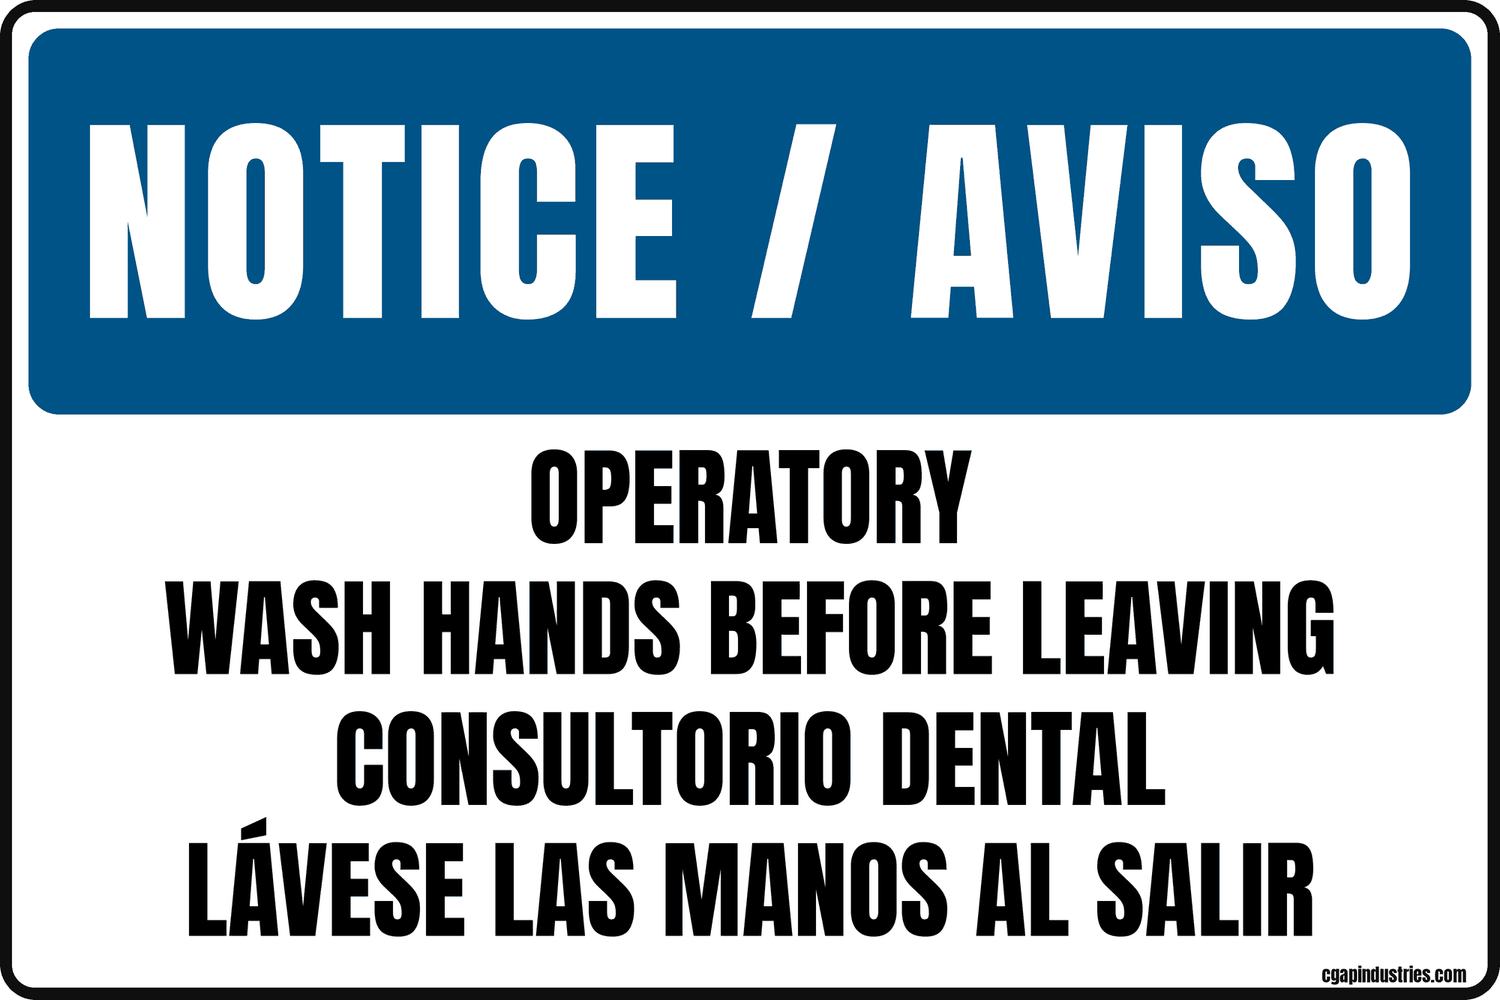 NOTICE / AVISO
OPERATORY
WASH HANDS BEFORE LEAVING
CONSULTORIO DENTAL
LÁVESE LAS MANOS AL SALIR
cgapindustries.com